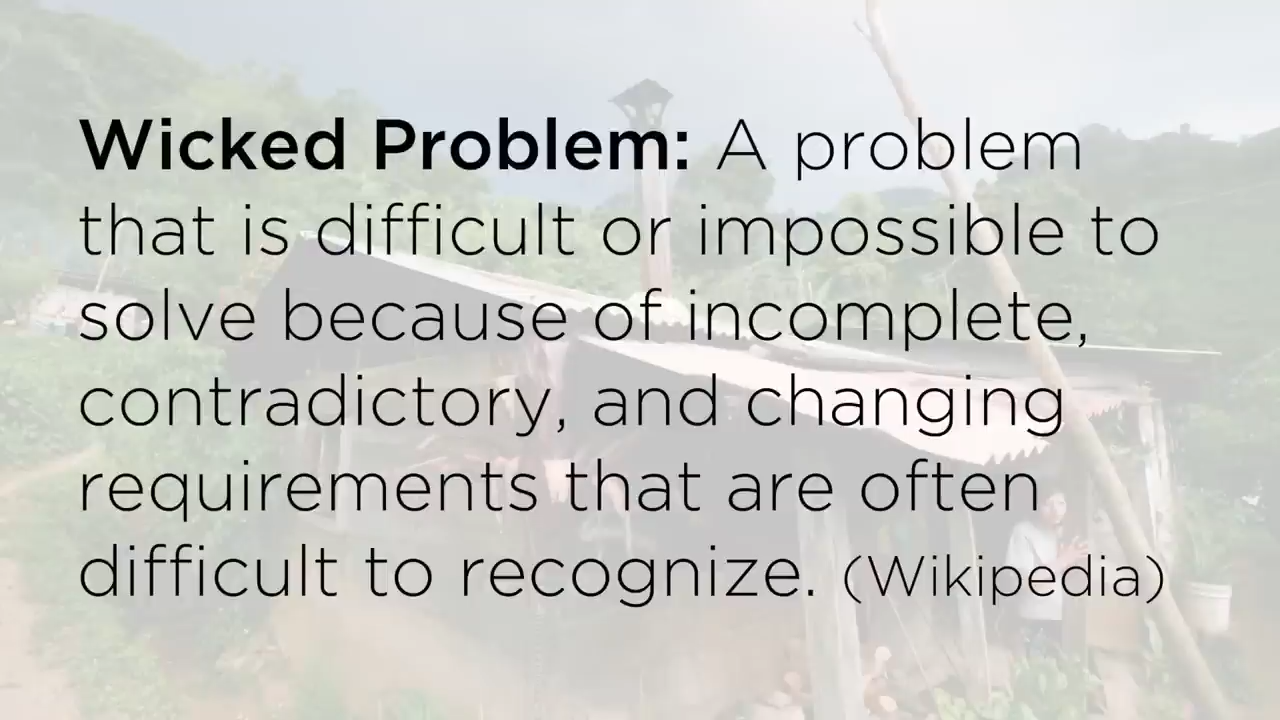 Wicked Problem: A problem
that is difficult or impossible to
solve because of incomplete,
contradictory, and changing
requirements that are often
difficult to recognize. (Wikipedia)